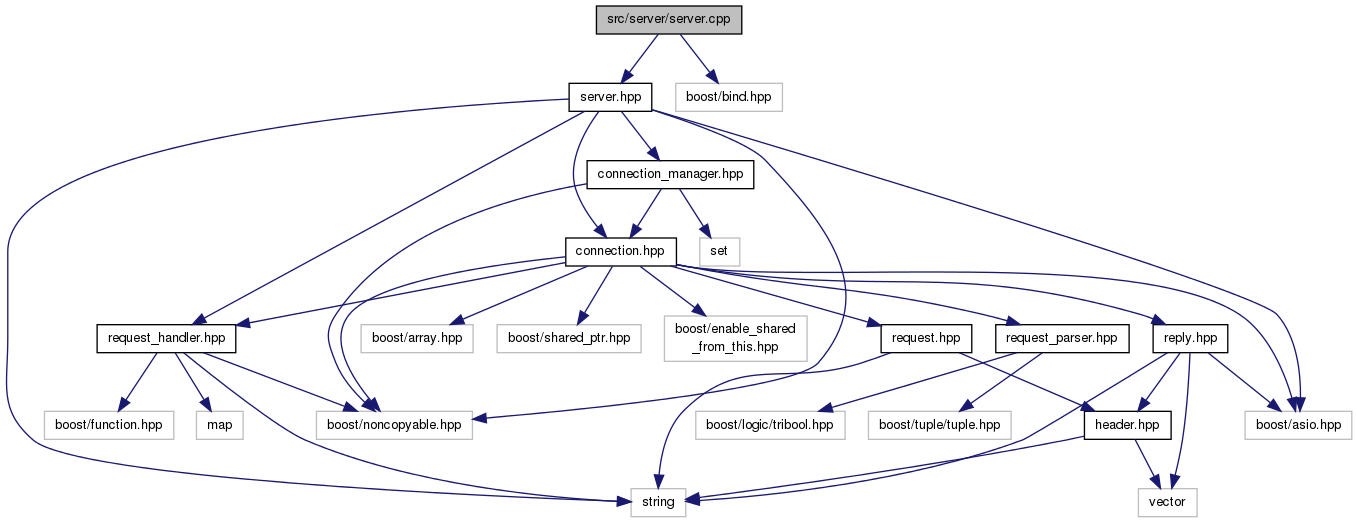 src/server/server.cpp
server.hpp
boost/bind.hpp
connection_manager.hpp
connection.hpp
set
request_handler.hpp
boost/array.hpp
boost/shared_ptr.hpp
boost/enable_shared
_from_this.hpp
request.hpp
request_parser.hpp
reply.hpp
boost/function.hpp
map
boost/noncopyable.hpp
boost/logic/tribool.hpp
boost/tuple/tuple.hpp
header.hpp
boost/asio.hpp
string
vector